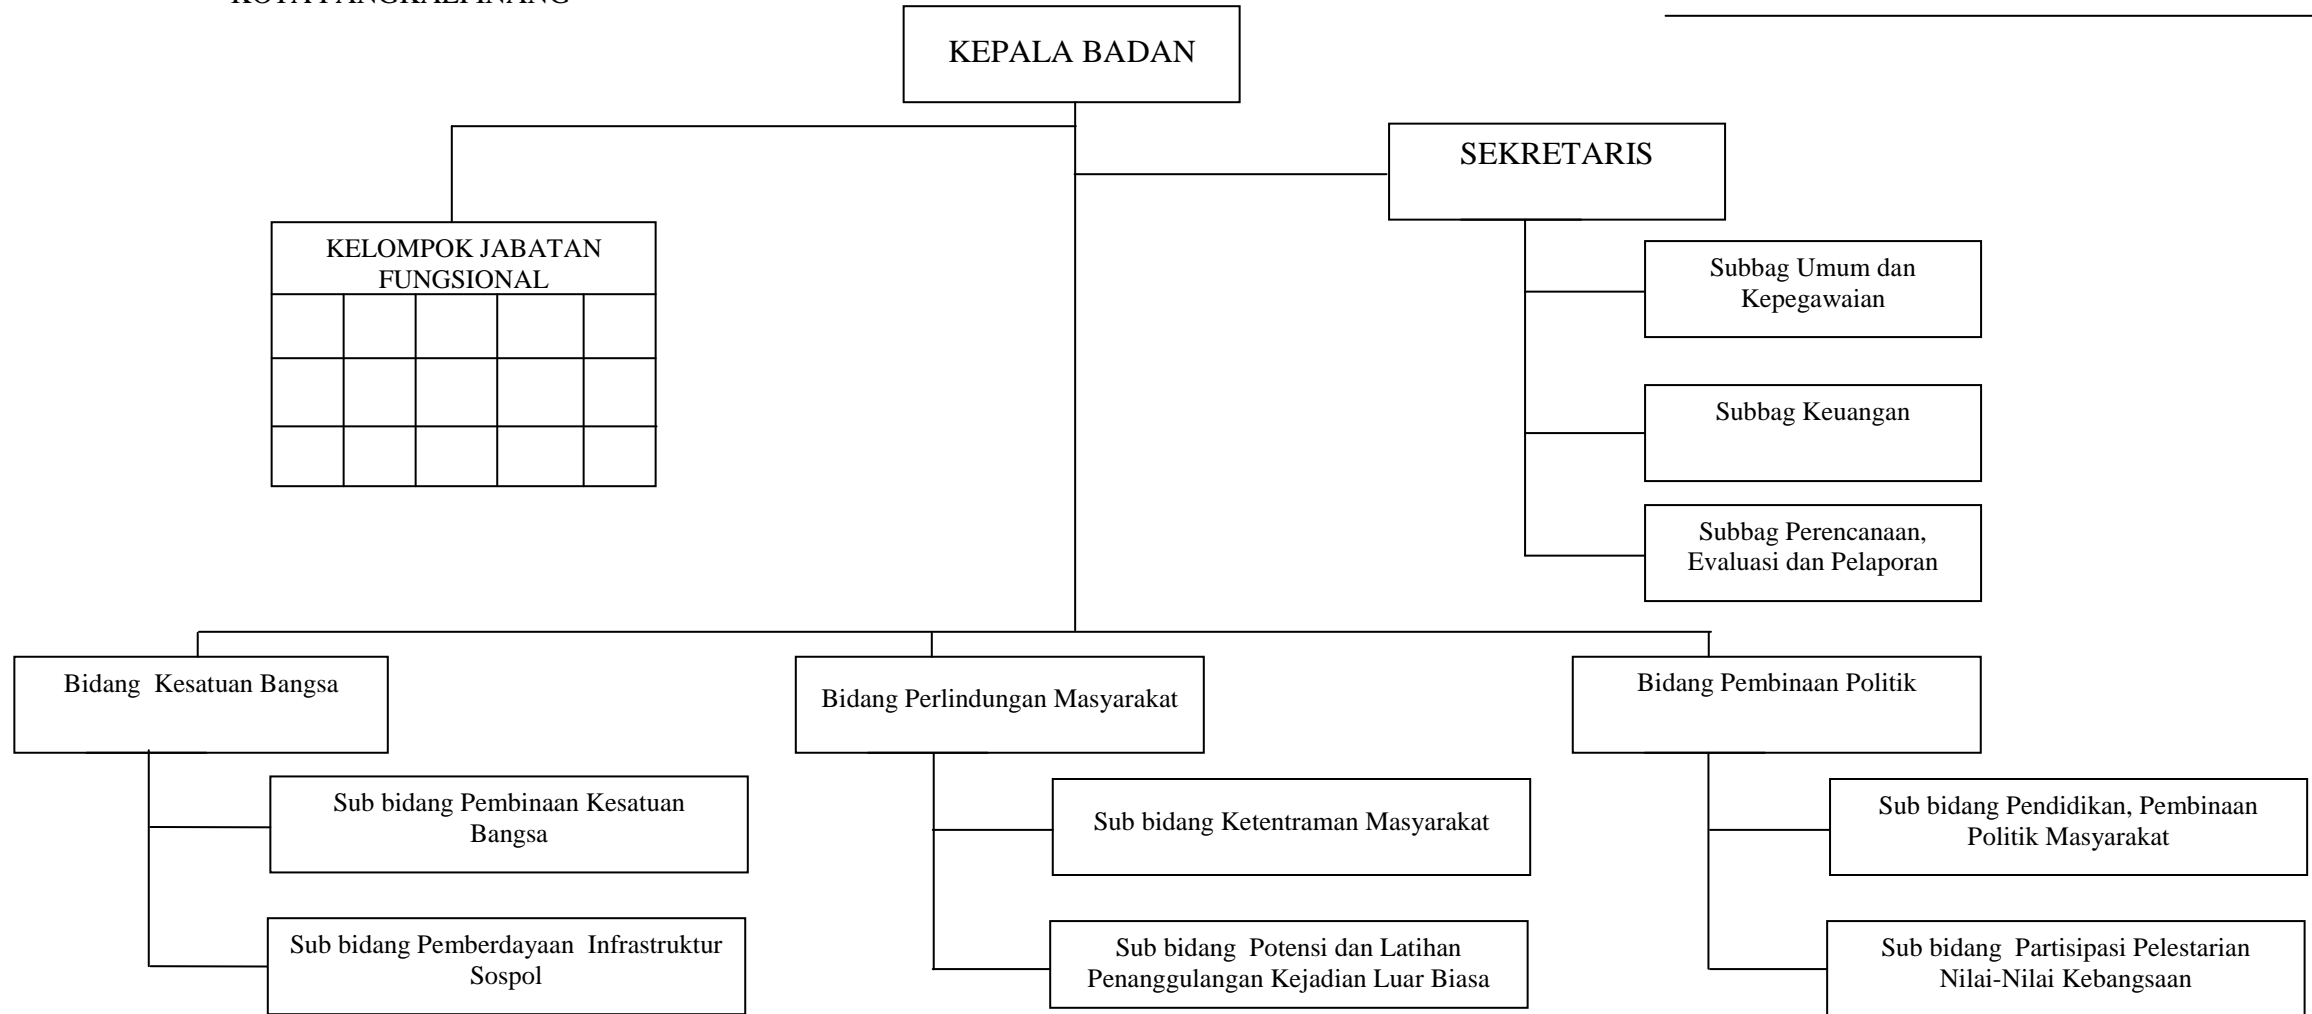 KOTA PANGKALPINANG
KEPALA BADAN
SEKRETARIS
KELOMPOK JABATAN
FUNGSIONAL
Subbag Umum dan
Kepegawaian
Subbag Keuangan
Subbag Perencanaan,
Evaluasi dan Pelaporan
Bidang Kesatuan Bangsa
Bidang Perlindungan Masyarakat
Bidang Pembinaan Politik
Sub bidang Pembinaan Kesatuan
Bangsa
Sub bidang Ketentraman Masyarakat
Sub bidang Pendidikan, Pembinaan
Politik Masyarakat
Sub bidang Pemberdayaan Infrastruktur
Sospol
Sub bidang Potensi dan Latihan
Penanggulangan Kejadian Luar Biasa
Sub bidang Partisipasi Pelestarian
Nilai-Nilai Kebangsaan